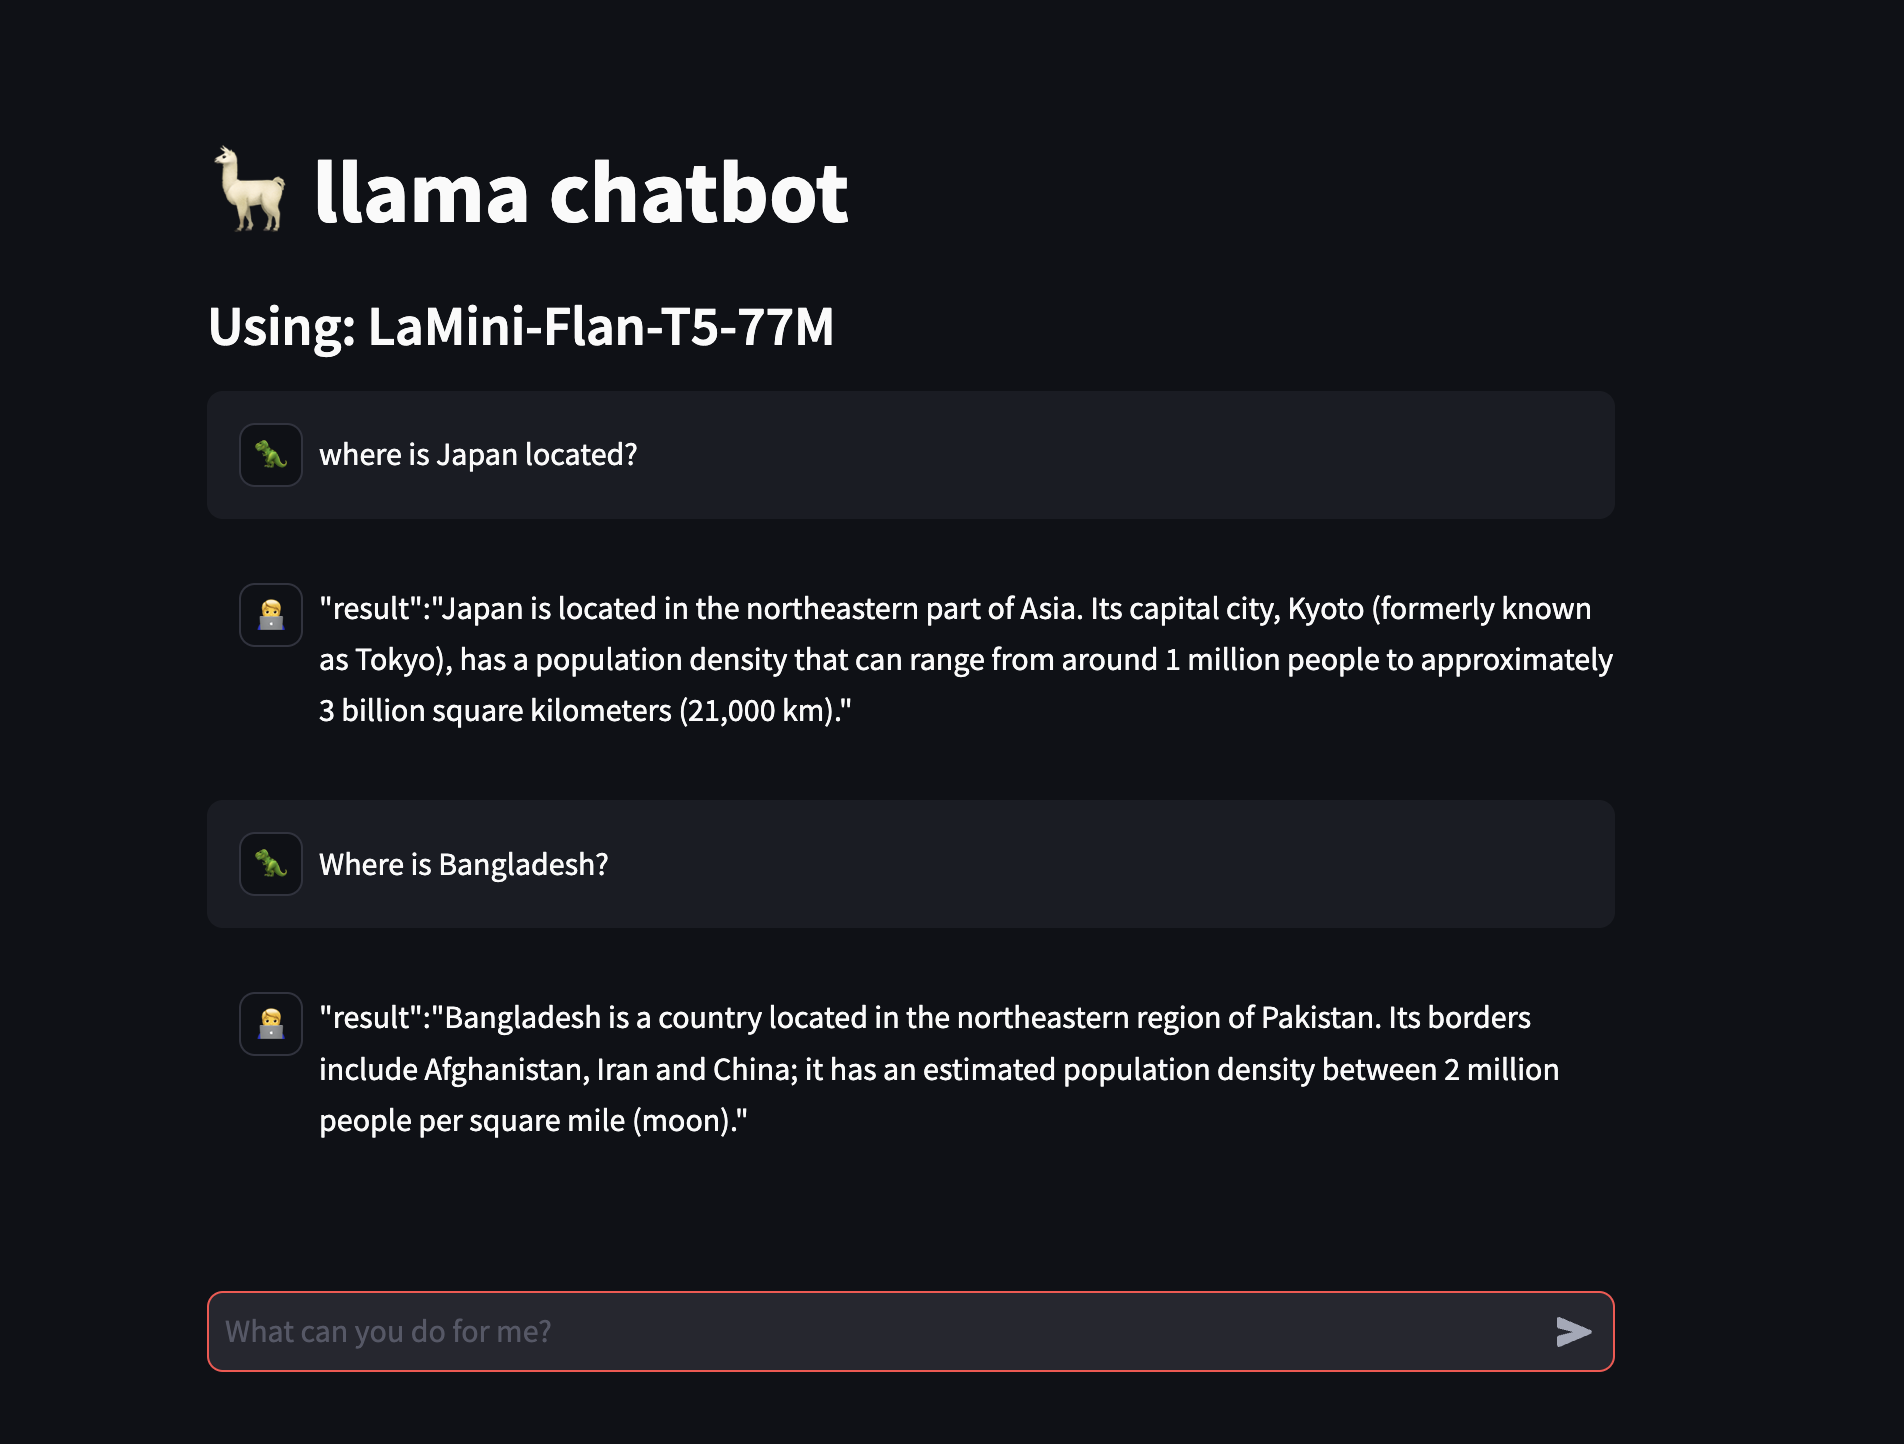 llama chatbot
Using: LaMini-Flan-T5-77M
where is Japan located?
"result":"Japan is located in the northeastern part of Asia. Its capital city, Kyoto (formerly known
as Tokyo), has a population density that can range from around 1 million people to approximately
3 billion square kilometers (21,000 km)."
Where is Bangladesh?
"result":"Bangladesh is a country located in the northeastern region of Pakistan. Its borders
include Afghanistan, Iran and China; it has an estimated population density between 2 million
people per square mile (moon)."
What can you do for me?